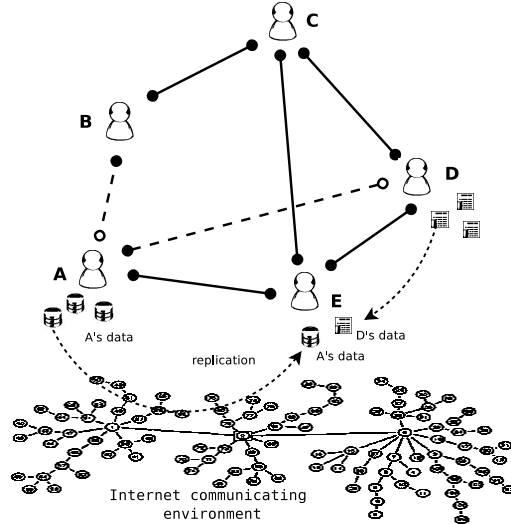 C
B
D
A
E
A's data
D's data
replication
A's data
Internet communicating
environment